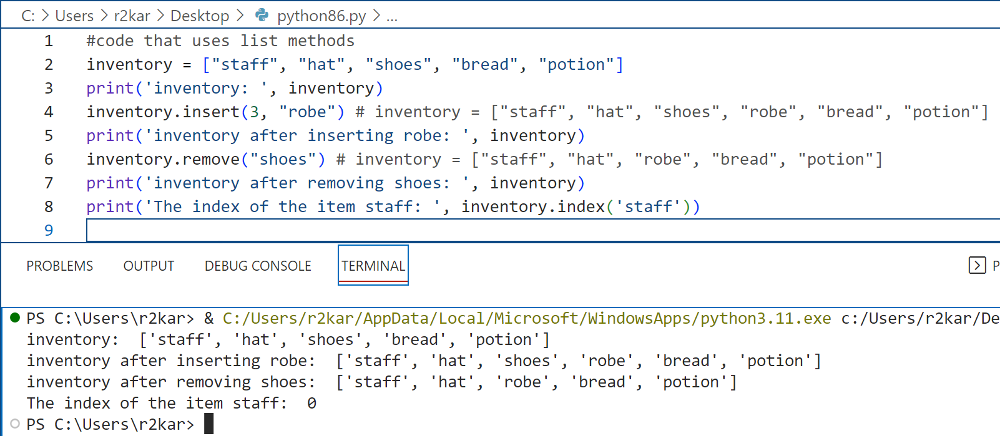 C: > Users > r2kar > Desktop > python86.py > ...
1 #code that uses list methods
2 inventory = ["staff", "hat", "shoes", "bread", "potion"]
3 print('inventory: ', inventory)
4 inventory.insert(3, "robe") # inventory = ["staff", "hat", "shoes", "robe", "bread", "potion"]
5 print('inventory after inserting robe: ', inventory)
6 inventory.remove("shoes") # inventory = ["staff", "hat", "robe", "bread", "potion"]
7 print('inventory after removing shoes: ', inventory)
8 print('The index of the item staff: ', inventory.index('staff'))
9
PROBLEMS OUTPUT DEBUG CONSOLE TERMINAL P
PS C:\Users\r2kar> & C:/Users/r2kar/AppData/Local/Microsoft/WindowsApps/python3.11.exe c:/Users/r2kar/De
inventory:  ['staff', 'hat', 'shoes', 'bread', 'potion']
inventory after inserting robe:  ['staff', 'hat', 'shoes', 'robe', 'bread', 'potion']
inventory after removing shoes:  ['staff', 'hat', 'robe', 'bread', 'potion']
The index of the item staff:  0
PS C:\Users\r2kar>